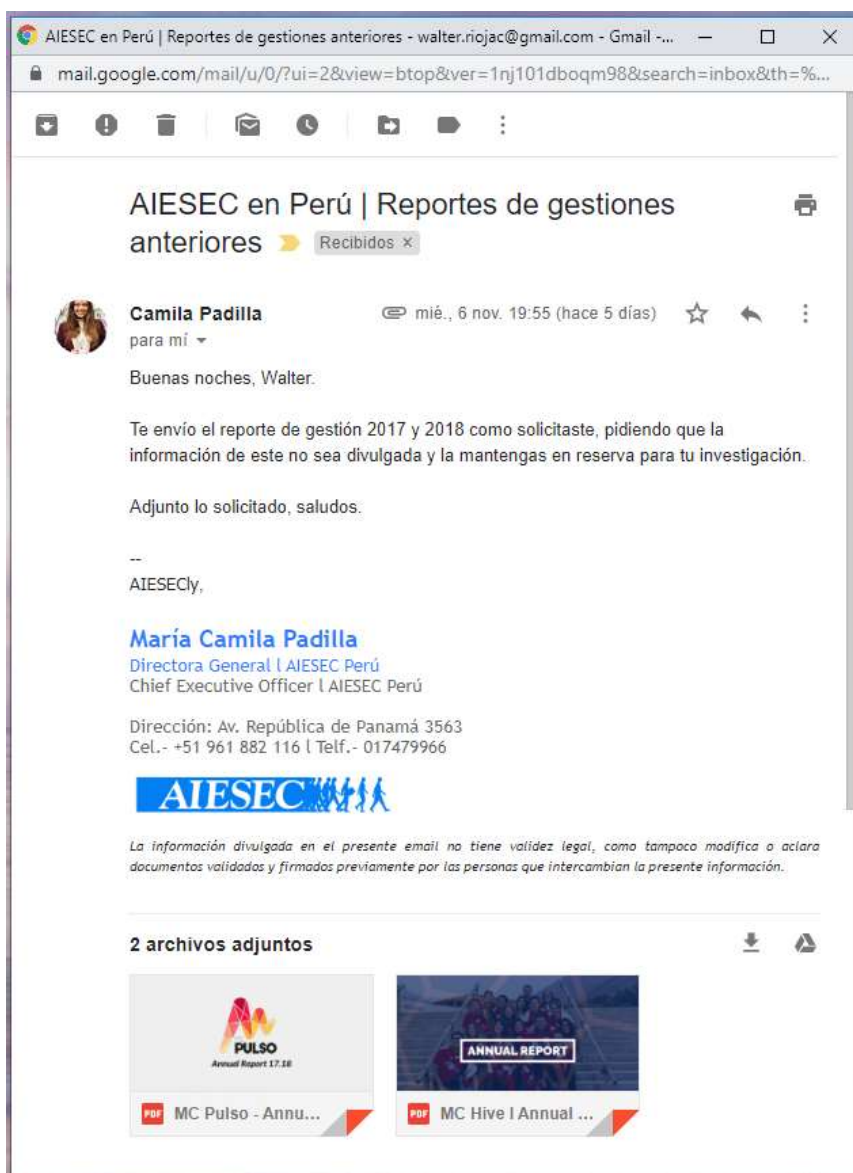 AIESEC en Perú | Reportes de gestiones anteriores - walter.riojac@gmail.com - Gmail -...
mail.google.com/mail/u/0/?ui=2&view=btop&ver=1nj101dboqm98&search=inbox&th=%...
AIESEC en Perú | Reportes de gestiones
anteriores Recibidos ×
Camila Padilla mié., 6 nov. 19:55 (hace 5 días)
para mí
Buenas noches, Walter.
Te envío el reporte de gestión 2017 y 2018 como solicitaste, pidiendo que la
información de este no sea divulgada y la mantengas en reserva para tu investigación.
Adjunto lo solicitado, saludos.
--
AIESECly,
María Camila Padilla
Directora General l AIESEC Perú
Chief Executive Officer l AIESEC Perú
Dirección: Av. República de Panamá 3563
Cel.- +51 961 882 116 l Telf.- 017479966
AIESEC
La información divulgada en el presente email no tiene validez legal, como tampoco modifica o aclara
documentos validados y firmados previamente por las personas que intercambian la presente información.
2 archivos adjuntos
PULSO
Annual Report 17.18
ANNUAL REPORT
PDF MC Pulso - Annu...
PDF MC Hive l Annual ...